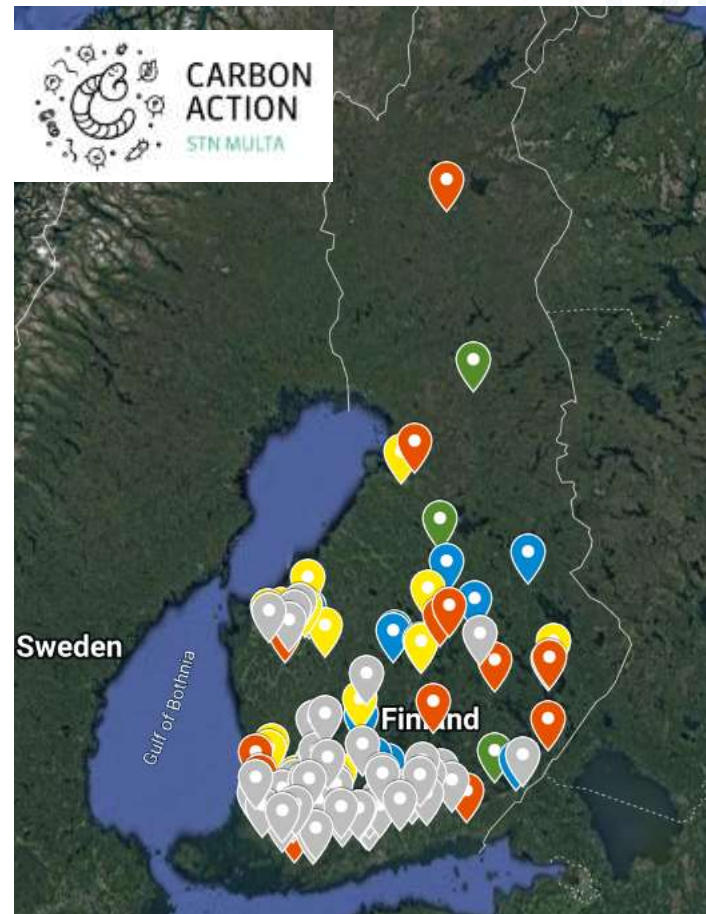 CARBON
ACTION
STN MULTA
Sweden
Gulf of Bothnia
Finland